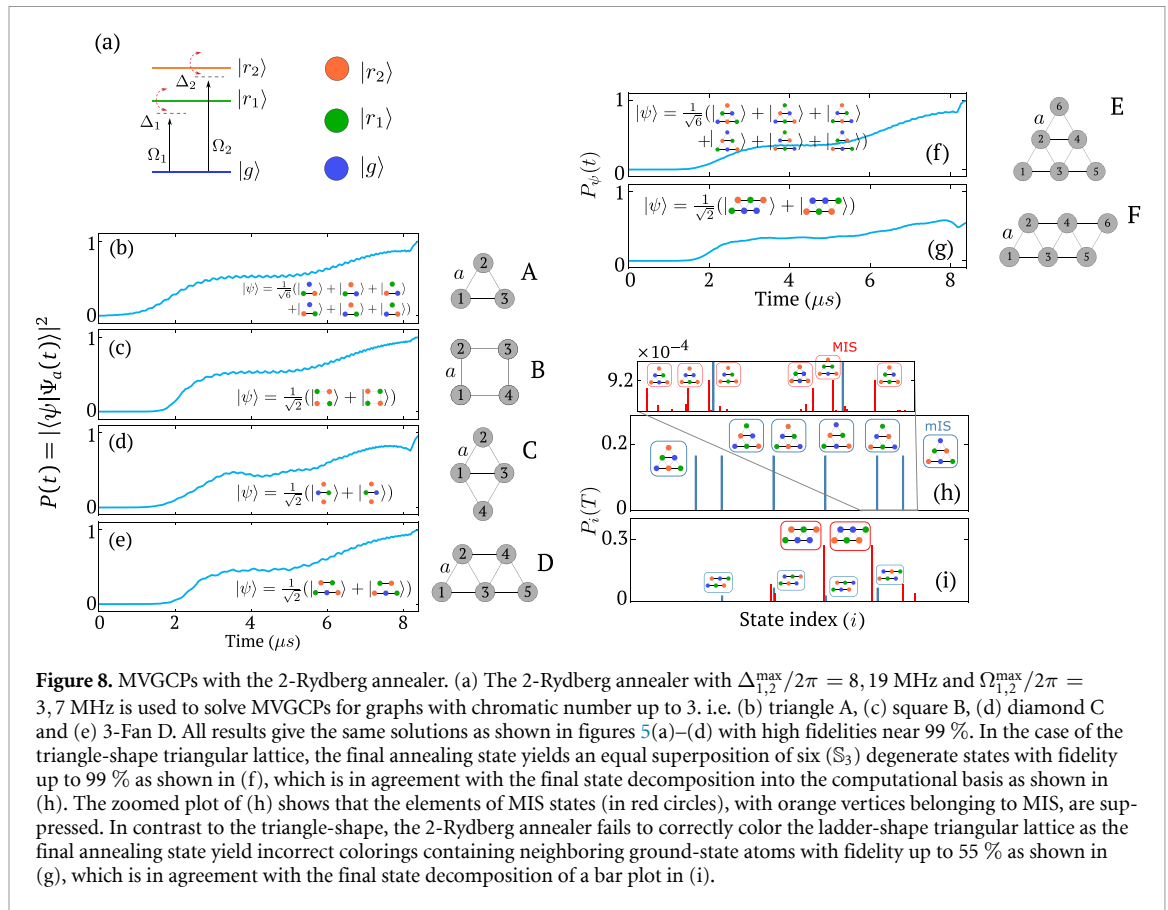 (a)
|r₂⟩
Δ₂
|r₁⟩
Δ₁
Ω₁
Ω₂
|g⟩
|r₂⟩
|r₁⟩
|g⟩
P(t) = |⟨ψ|Ψₐ(t)⟩|²
1
(b)
|ψ⟩ = 1/√6(| ⟩ + | ⟩ + | ⟩
+| ⟩ + | ⟩ + | ⟩)
0
a
1
2
3
A
1
(c)
|ψ⟩ = 1/√2(| ⟩ + | ⟩)
0
2
3
a
1
4
B
1
(d)
|ψ⟩ = 1/√2(| ⟩ + | ⟩)
0
2
a
1
3
4
C
1
(e)
|ψ⟩ = 1/√2(| ⟩ + | ⟩)
0
2
4
a
1
3
5
D
0 2 4 6 8
Time (μs)
P_ψ(t)
1
|ψ⟩ = 1/√6(| ⟩ + | ⟩ + | ⟩
+| ⟩ + | ⟩ + | ⟩)
(f)
0
6
a
2
4
1
3
5
E
1
|ψ⟩ = 1/√2(| ⟩ + | ⟩)
(g)
0
2
4
6
a
1
3
5
F
0 2 4 6 8
Time (μs)
×10⁻⁴
MIS
9.2
mIS
0.2
(h)
0
P_i(T)
0.3
(i)
0
State index (i)
Figure 8. MVGCPs with the 2-Rydberg annealer. (a) The 2-Rydberg annealer with Δ₁,₂^max/2π = 8, 19 MHz and Ω₁,₂^max/2π =
3, 7 MHz is used to solve MVGCPs for graphs with chromatic number up to 3. i.e. (b) triangle A, (c) square B, (d) diamond C
and (e) 3-Fan D. All results give the same solutions as shown in figures 5(a)–(d) with high fidelities near 99 %. In the case of the
triangle-shape triangular lattice, the final annealing state yields an equal superposition of six (𝕊₃) degenerate states with fidelity
up to 99 % as shown in (f), which is in agreement with the final state decomposition into the computational basis as shown in
(h). The zoomed plot of (h) shows that the elements of MIS states (in red circles), with orange vertices belonging to MIS, are sup-
pressed. In contrast to the triangle-shape, the 2-Rydberg annealer fails to correctly color the ladder-shape triangular lattice as the
final annealing state yield incorrect colorings containing neighboring ground-state atoms with fidelity up to 55 % as shown in
(g), which is in agreement with the final state decomposition of a bar plot in (i).